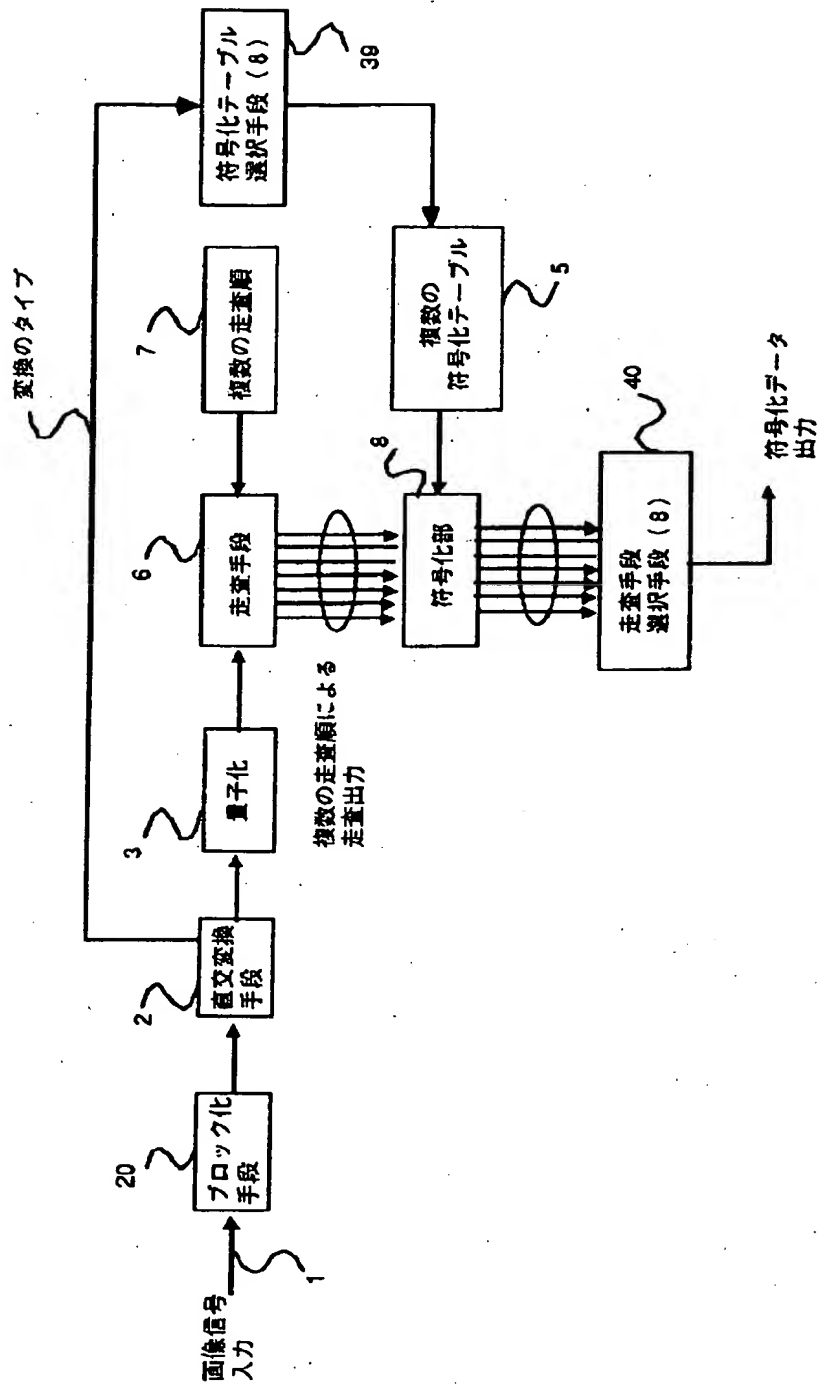 画像信号
入力
1
20
ブロック化
手段
2
直交変換
手段
3
量子化
6
走査手段
7
複数の走査順
変換のタイプ
符号化テーブル
選択手段(8)
39
複数の走査順による
走査出力
8
符号化部
複数の
符号化テーブル
5
走査手段
選択手段(8)
40
符号化データ
出力